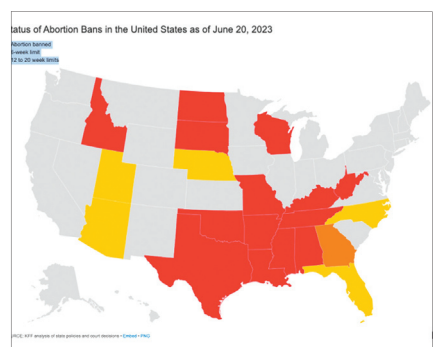 tatus of Abortion Bans in the United States as of June 20, 2023
Abortion banned
6-week limit
12 to 20 week limits
URCE: KFF analysis of state policies and court decisions • Embed • PNG